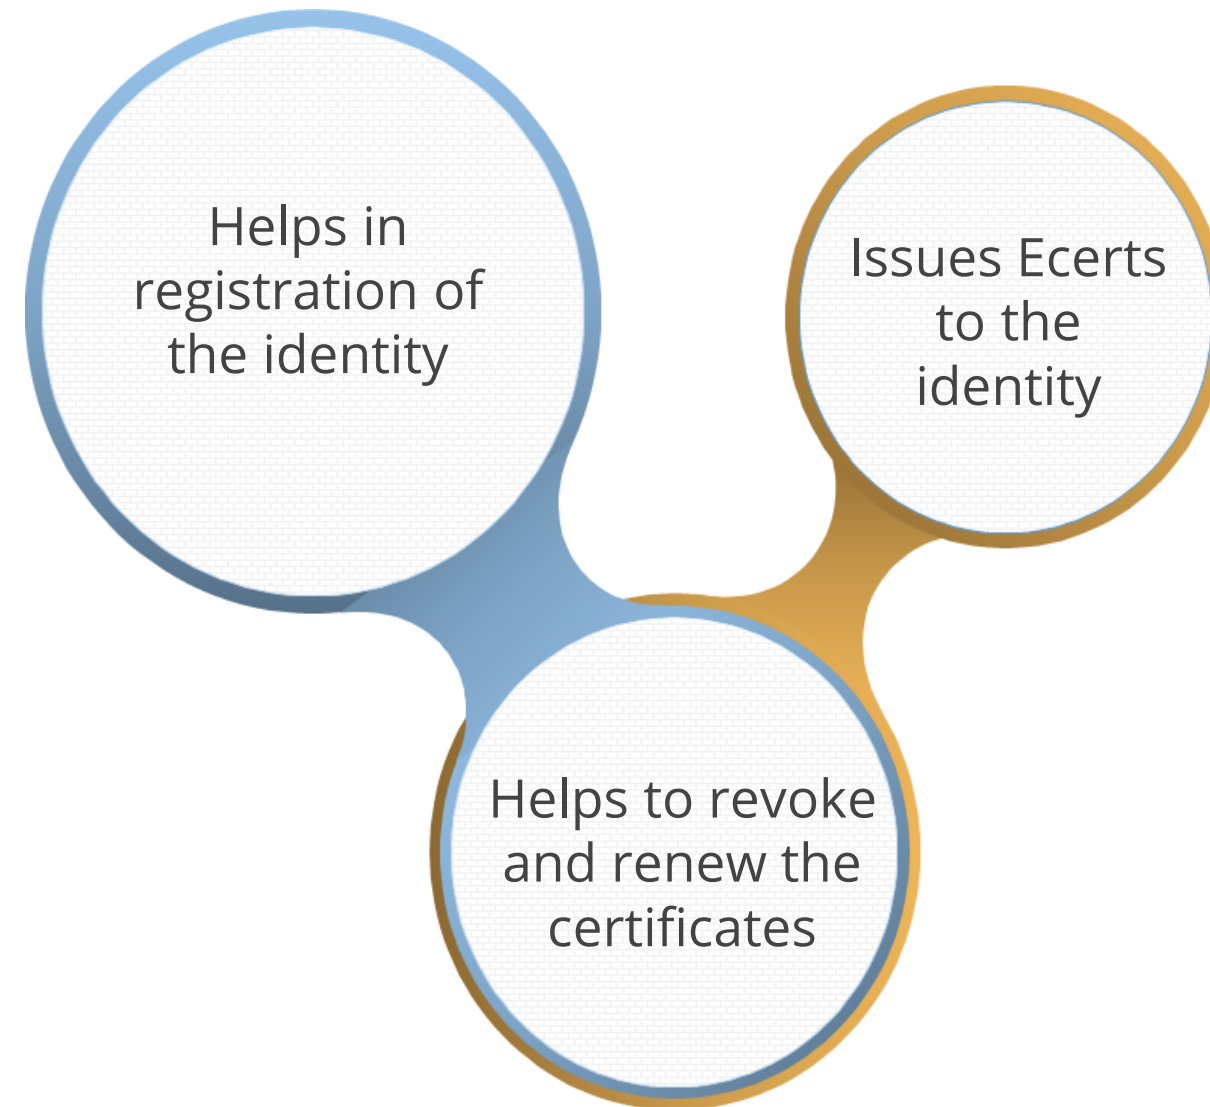 Helps in
registration of
the identity
Issues Ecerts
to the
identity
Helps to revoke
and renew the
certificates